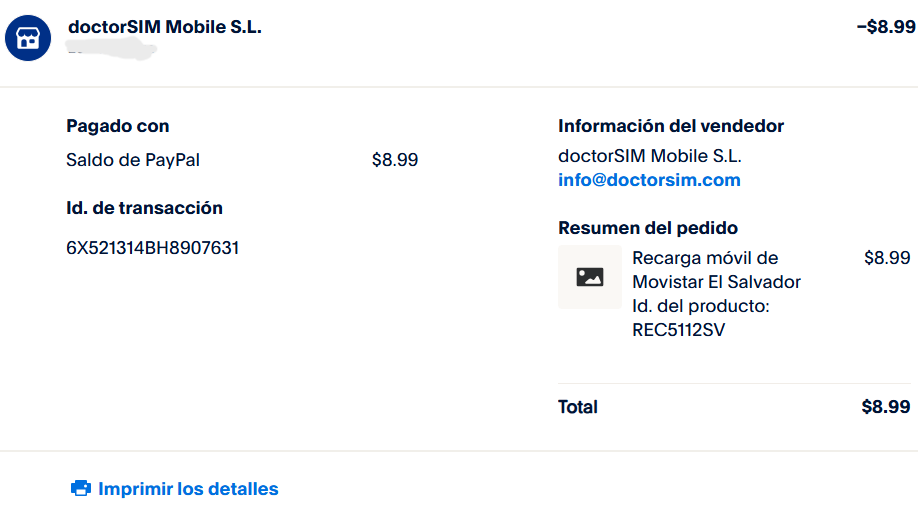 doctorSIM Mobile S.L.
–$8.99
Pagado con
Saldo de PayPal $8.99
Id. de transacción
6X521314BH8907631
Información del vendedor
doctorSIM Mobile S.L.
info@doctorsim.com
Resumen del pedido
Recarga móvil de $8.99
Movistar El Salvador
Id. del producto:
REC5112SV
Total $8.99
Imprimir los detalles